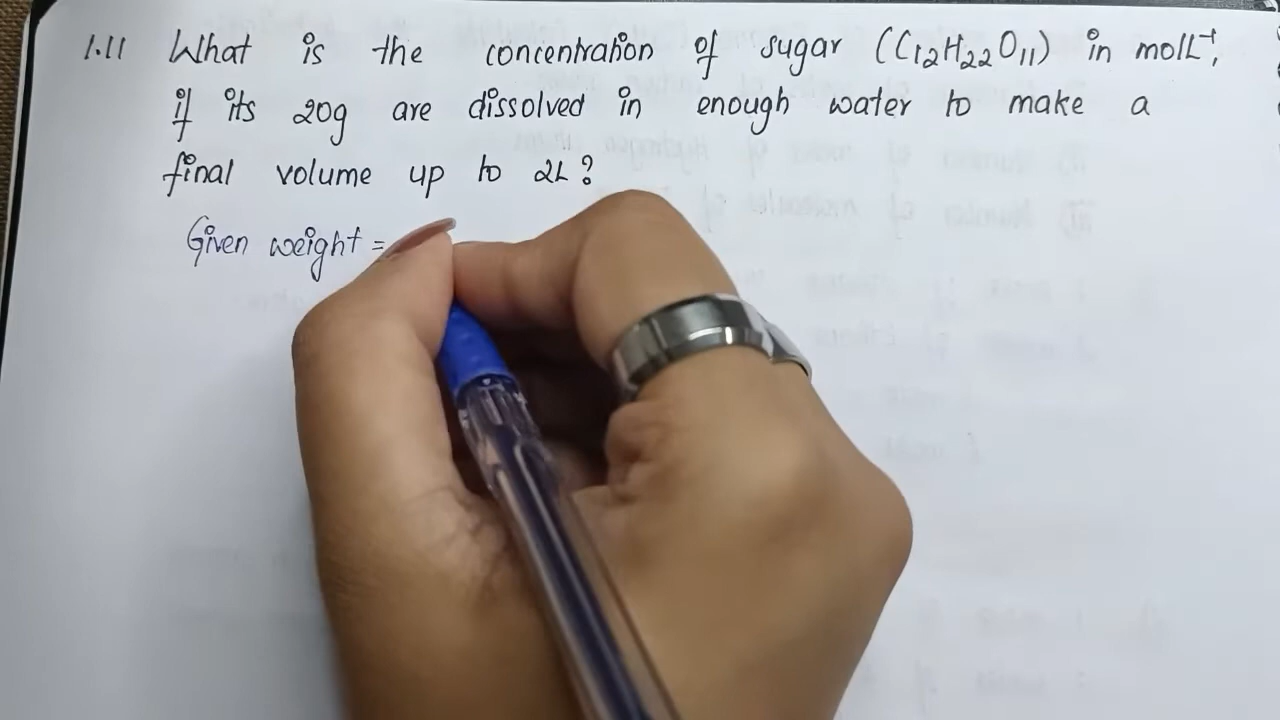 1.11 What is the concentration of sugar (C₁₂H₂₂O₁₁) in molL⁻¹,
if its 20g are dissolved in enough water to make a
final volume up to 2L?
Given weight =